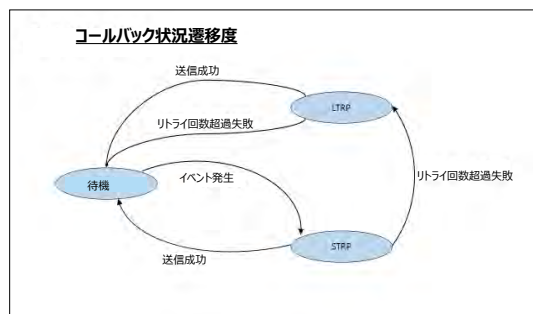 コールバック状況遷移度
送信成功
LTRP
リトライ回数超過失敗
待機
イベント発生
リトライ回数超過失敗
STRP
送信成功